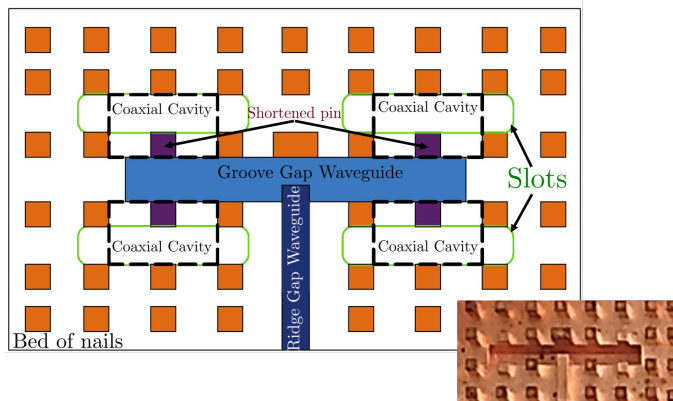 Coaxial Cavity
Coaxial Cavity
Shortened pin
Groove Gap Waveguide
Slots
Ridge Gap Waveguide
Coaxial Cavity
Coaxial Cavity
Bed of nails